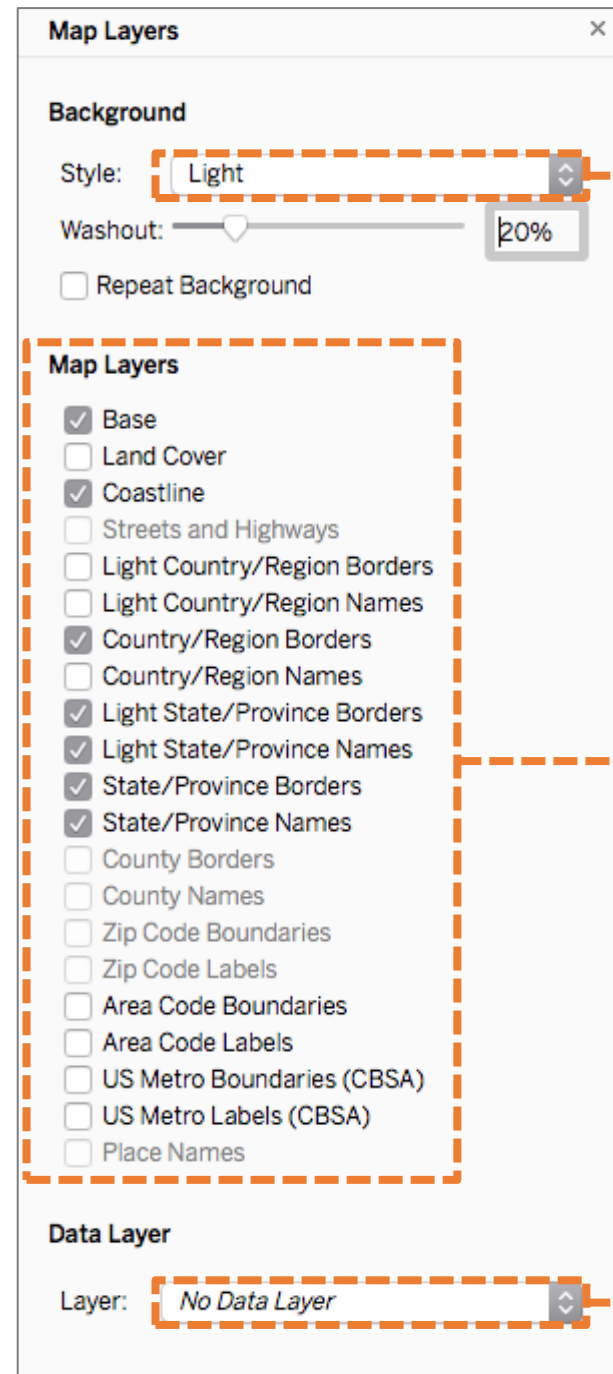 Map Layers ×
Background
Style: Light
Washout: 20%
Repeat Background
Map Layers
Base
Land Cover
Coastline
Streets and Highways
Light Country/Region Borders
Light Country/Region Names
Country/Region Borders
Country/Region Names
Light State/Province Borders
Light State/Province Names
State/Province Borders
State/Province Names
County Borders
County Names
Zip Code Boundaries
Zip Code Labels
Area Code Boundaries
Area Code Labels
US Metro Boundaries (CBSA)
US Metro Labels (CBSA)
Place Names
Data Layer
Layer: No Data Layer